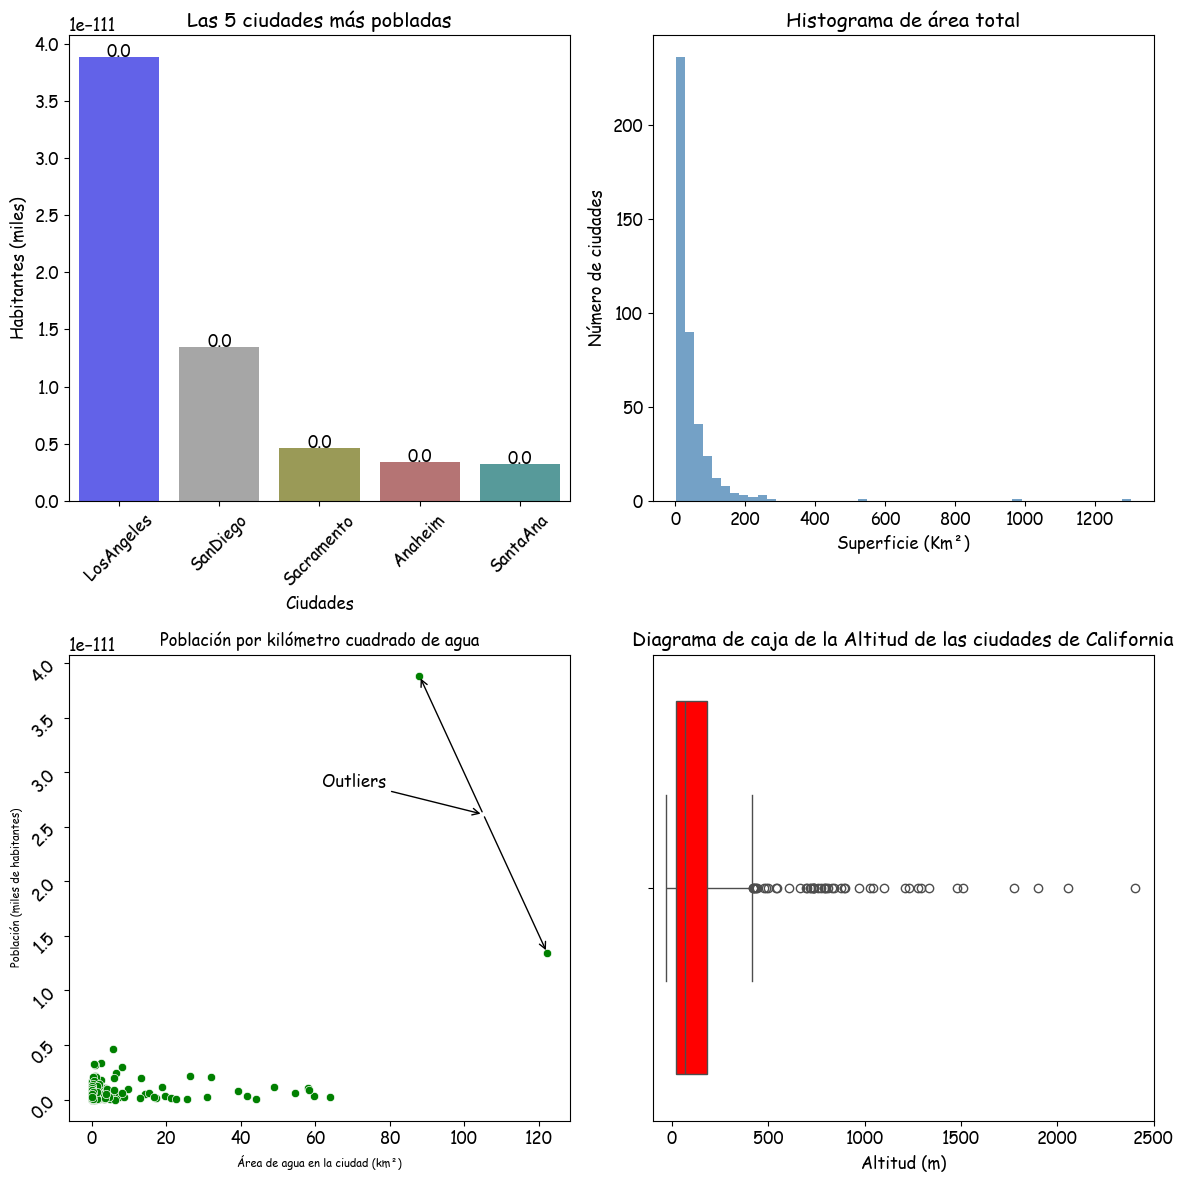 Las 5 ciudades más pobladas
1e−111
4.0
3.5
3.0
2.5
2.0
1.5
1.0
0.5
0.0
Habitantes (miles)
0.0
0.0
0.0
0.0
0.0
LosAngeles
SanDiego
Sacramento
Anaheim
SantaAna
Ciudades
Histograma de área total
200
150
100
50
0
Número de ciudades
0
200
400
600
800
1000
1200
Superficie (Km²)
Población por kilómetro cuadrado de agua
1e−111
4.0
3.5
3.0
2.5
2.0
1.5
1.0
0.5
0.0
Población (miles de habitantes)
Outliers
0
20
40
60
80
100
120
Área de agua en la ciudad (km²)
Diagrama de caja de la Altitud de las ciudades de California
0
500
1000
1500
2000
2500
Altitud (m)